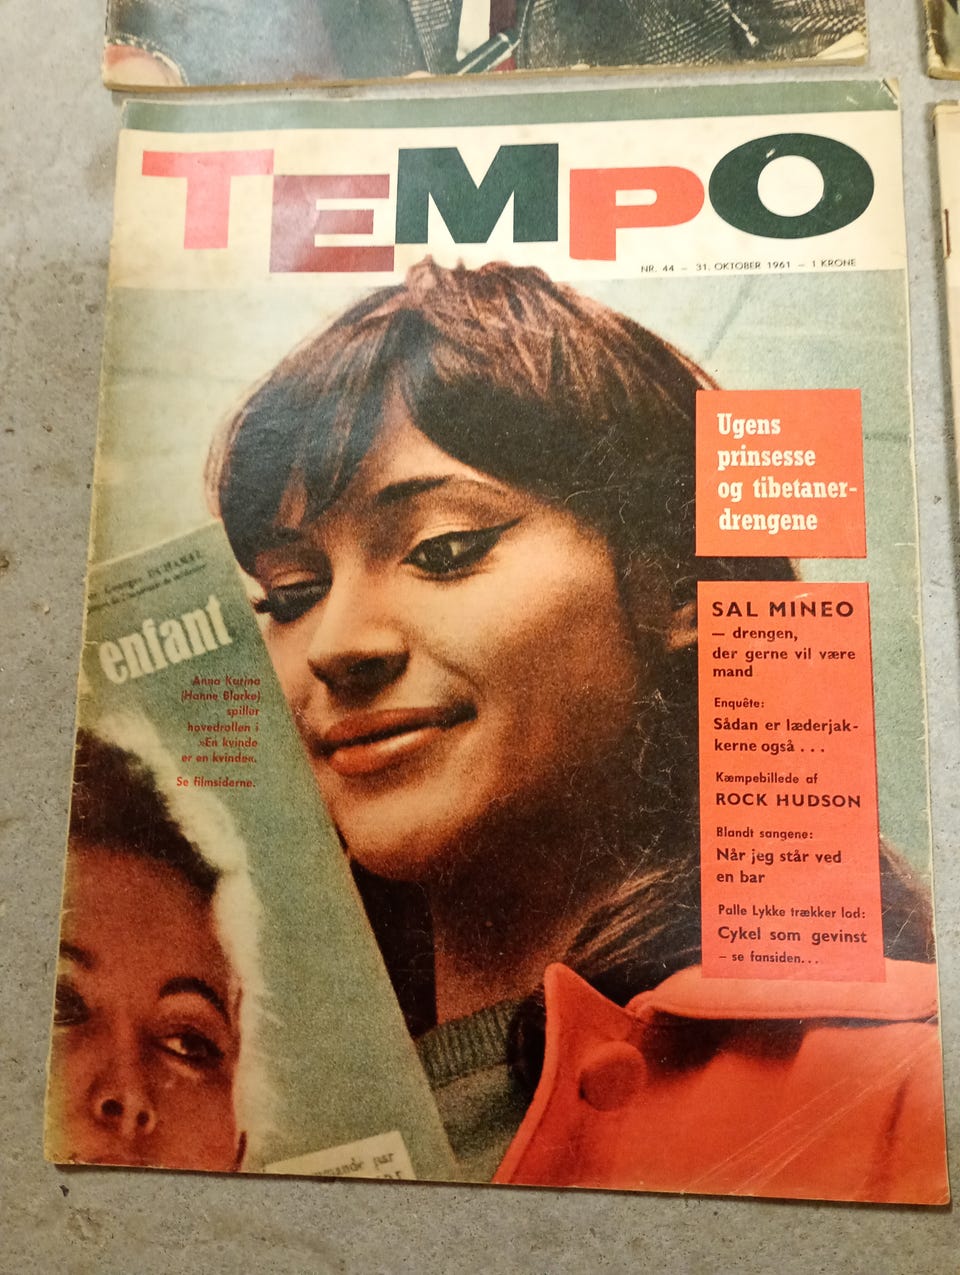 TEMPO
NR. 44 – 31. OKTOBER 1961 – 1 KRONE
Ugens
prinsesse
og tibetaner-
drengene
Georges DUHAMEL
enfant
Anna Karina
(Hanne Blarke)
spiller
hovedrollen i
»En kvinde
er en kvinde«.
Se filmsiderne.
SAL MINEO
— drengen,
der gerne vil være
mand
Enquête:
Sådan er læderjak-
kerne også . . .
Kæmpebillede af
ROCK HUDSON
Blandt sangene:
Når jeg står ved
en bar
Palle Lykke trækker lod:
Cykel som gevinst
– se fansiden...